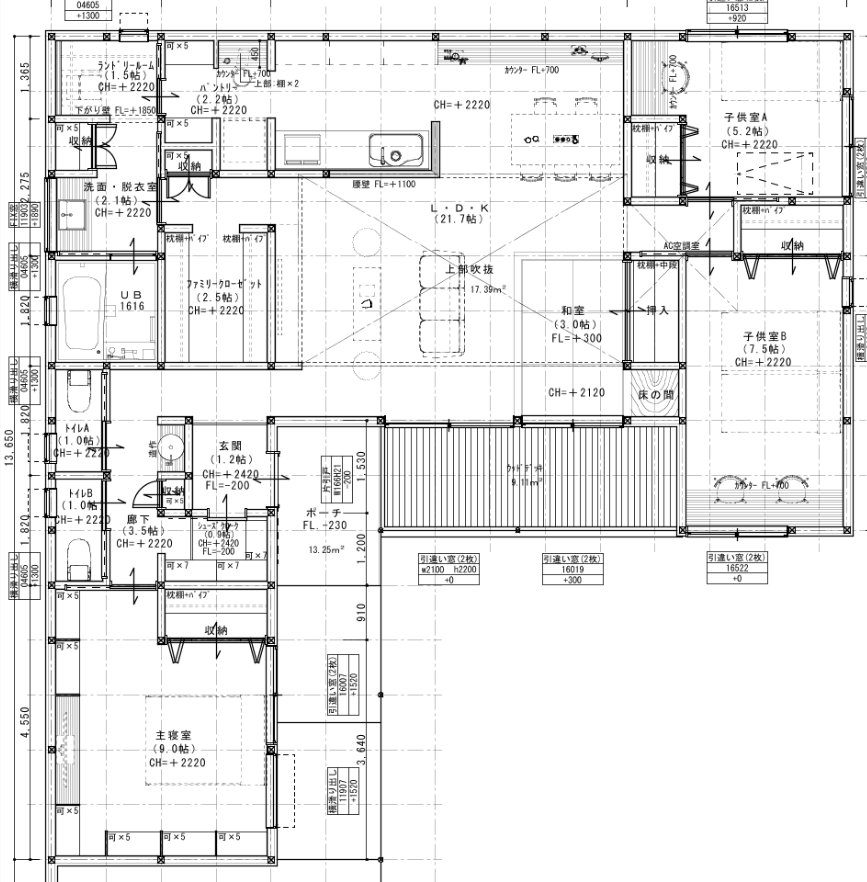 04605
+1300
16513
+920
ランドリールーム
(1.5帖)
CH=+2220
下がり壁 FL=+1850
可×5
カウンター FL+700
450
上部:棚×2
パントリー
(2.2帖)
CH=+2220
可×5
可×5
収納
カウンター FL+700
CH=+2220
腰壁 FL=+1100
カウンター FL+700
子供室A
(5.2帖)
CH=+2220
枕棚+パイプ
収納
引違い窓(2枚)
可×5
収納
洗面・脱衣室
(2.1帖)
CH=+2220
L・D・K
(21.7帖)
上部吹抜
17.39m²
枕棚+パイプ
収納
AC空調室
枕棚+パイプ
枕棚+パイプ
ファミリークローゼット
(2.5帖)
CH=+2220
UB
1616
和室
(3.0帖)
FL=+300
CH=+2120
枕棚+中段
押入
床の間
子供室B
(7.5帖)
CH=+2220
カウンター FL+700
横滑り出し
1,365
2,275
1,820
1,820
1,820
13,650
4,550
FIX窓
11903
+1890
横滑り出し
04605
+1300
横滑り出し
04605
+1300
横滑り出し
04605
+1300
トイレA
(1.0帖)
CH=+2220
トイレB
(1.0帖)
CH=+2220
造作
収納
可×5
廊下
(3.5帖)
CH=+2220
玄関
(1.2帖)
CH=+2420
FL=-200
シューズクローク
(0.9帖)
CH=+2420
FL=-200
可×7
可×7
可×7
片引戸
W166H21
-200
ポーチ
FL.-230
13.25m²
1,530
1,200
910
3,640
ウッドデッキ
9.11m²
引違い窓(2枚)
w2100 h2200
+0
引違い窓(2枚)
16019
+300
引違い窓(2枚)
16522
+0
可×5
枕棚+パイプ
収納
可×5
主寝室
(9.0帖)
CH=+2220
引違い窓(2枚)
16007
+1520
横滑り出し
11907
+1520
可×5
可×5
可×5
可×5